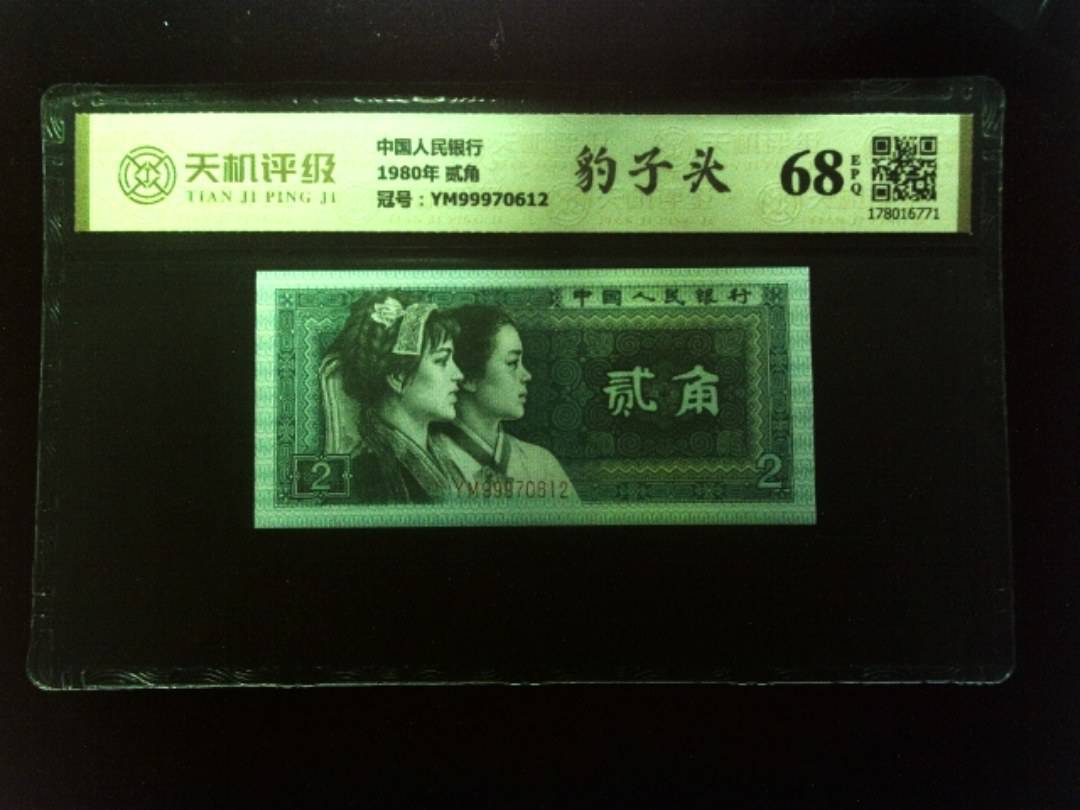 天机评级
TIAN JI PING JI
中国人民银行
1980年 贰角
冠号：YM99970612
豹子头
68
EPQ
178016771
中国人民银行
贰角
2
2
YM99970612